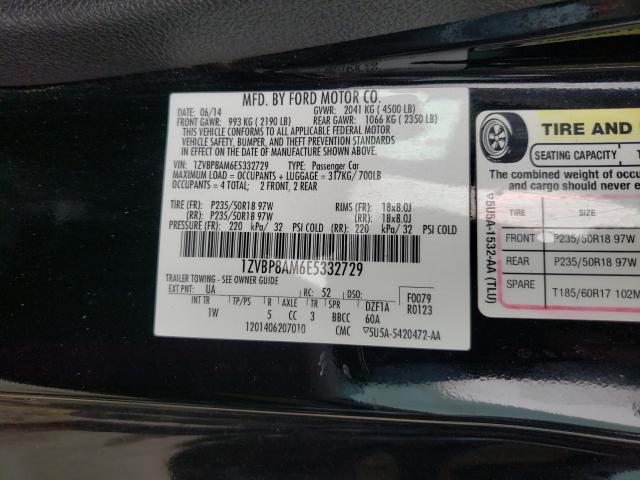 MFD. BY FORD MOTOR CO.
DATE: 06/14 GVWR: 2041 KG ( 4500 LB)
FRONT GAWR: 993 KG ( 2190 LB) REAR GAWR: 1066 KG ( 2350 LB)
THIS VEHICLE CONFORMS TO ALL APPLICABLE FEDERAL MOTOR
VEHICLE SAFETY, BUMPER, AND THEFT PREVENTION STANDARDS
IN EFFECT ON THE DATE OF MANUFACTURE SHOWN ABOVE.
VIN: 1ZVBP8AM6E5332729 TYPE: Passenger Car
MAXIMUM LOAD = OCCUPANTS + LUGGAGE = 317KG/700LB
OCCUPANTS = 4 TOTAL; 2 FRONT, 2 REAR
TIRE (FR): P235/50R18 97W RIMS (FR): 18x8.0J
(RR): P235/50R18 97W (RR): 18x8.0J
PRESSURE (FR): 220 kPa/ 32 PSI COLD (RR): 220 kPa/ 32 PSI COLD
1ZVBP8AM6E5332729
TRAILER TOWING - SEE OWNER GUIDE
EXT PNT: UA RC: 52 DSO: F0079
INT TR TP/PS R AXLE TR SPR DZF1A R0123
1W 5 CC 3 BBCC 60A
1201406207010 CMC ▽5U5A-5420472-AA
TIRE AND
SEATING CAPACITY
The combined weight of occu
and cargo should never
▽5U5A-1532-AA (TLU)
TIRE SIZE
FRONT P235/50R18 97W
REAR P235/50R18 97W
SPARE T185/60R17 102M